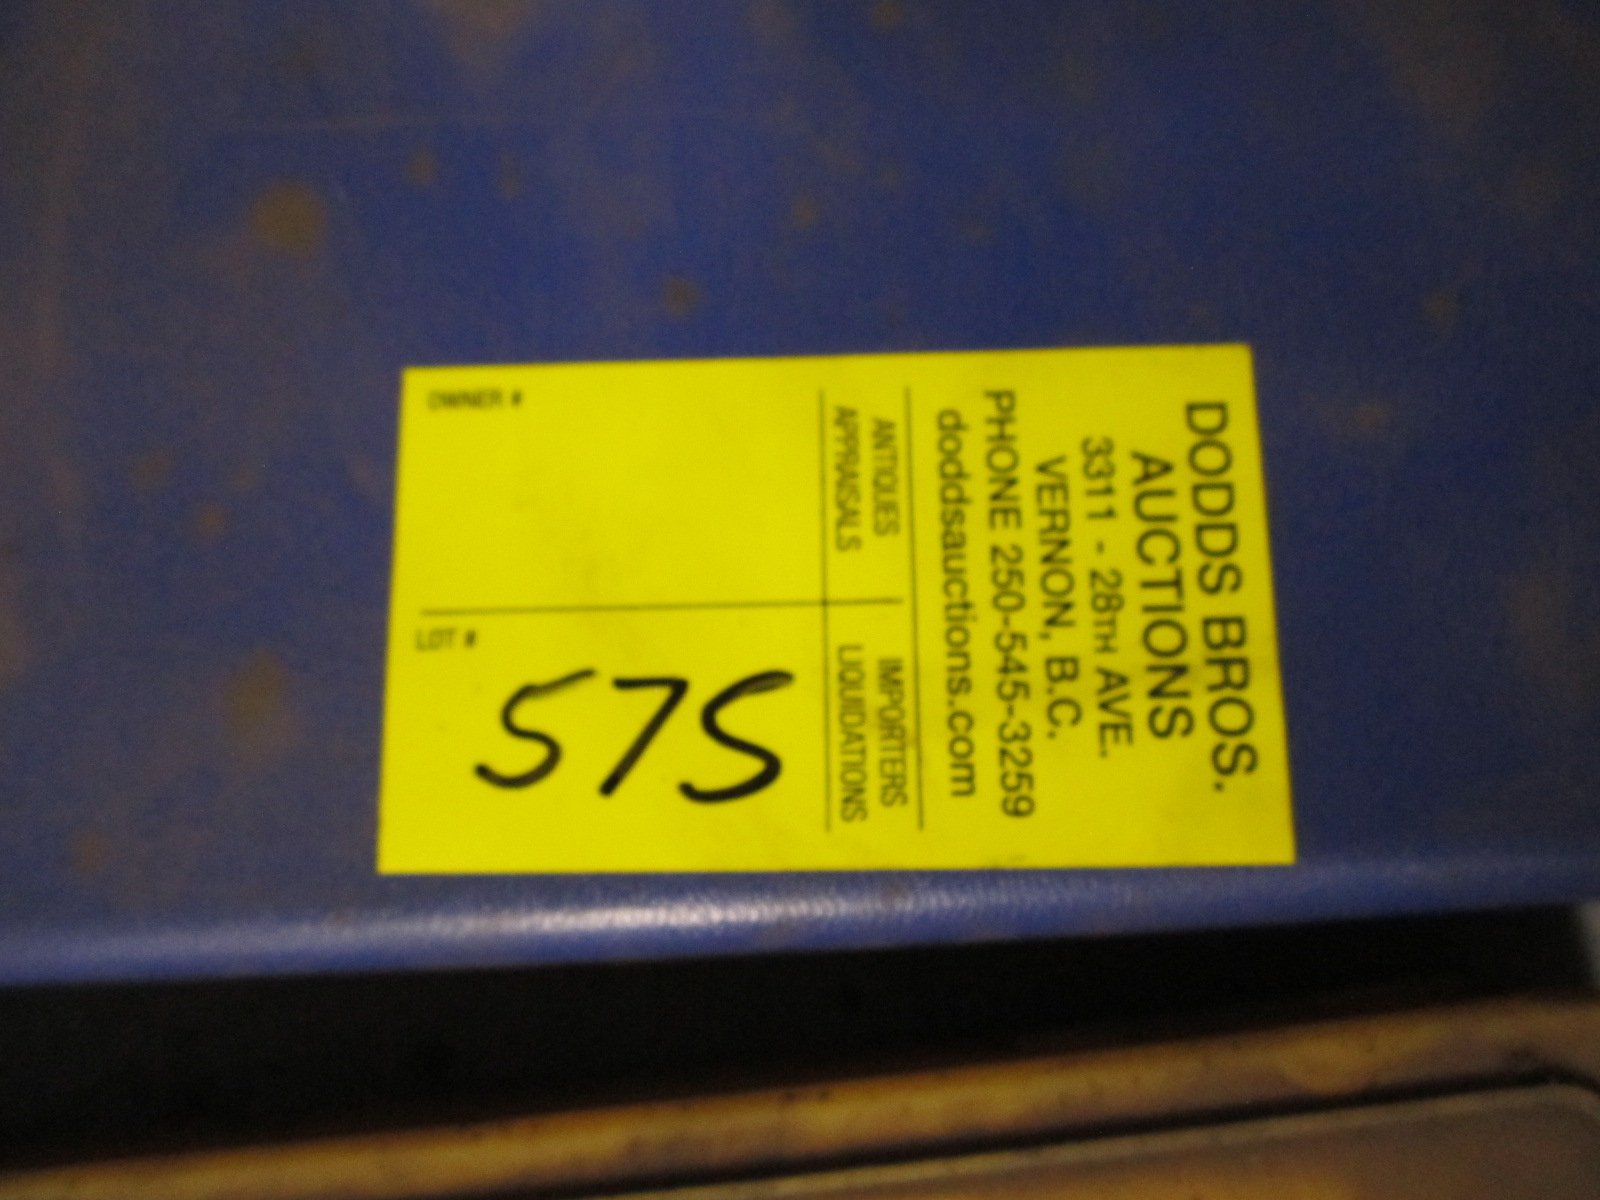 DODDS BROS.
AUCTIONS
3311 - 28TH AVE.
VERNON, B.C.
PHONE 250-545-3259
doddsauctions.com
ANTIQUES IMPORTERS
APPRAISALS LIQUIDATIONS
OWNER #
LOT #
575